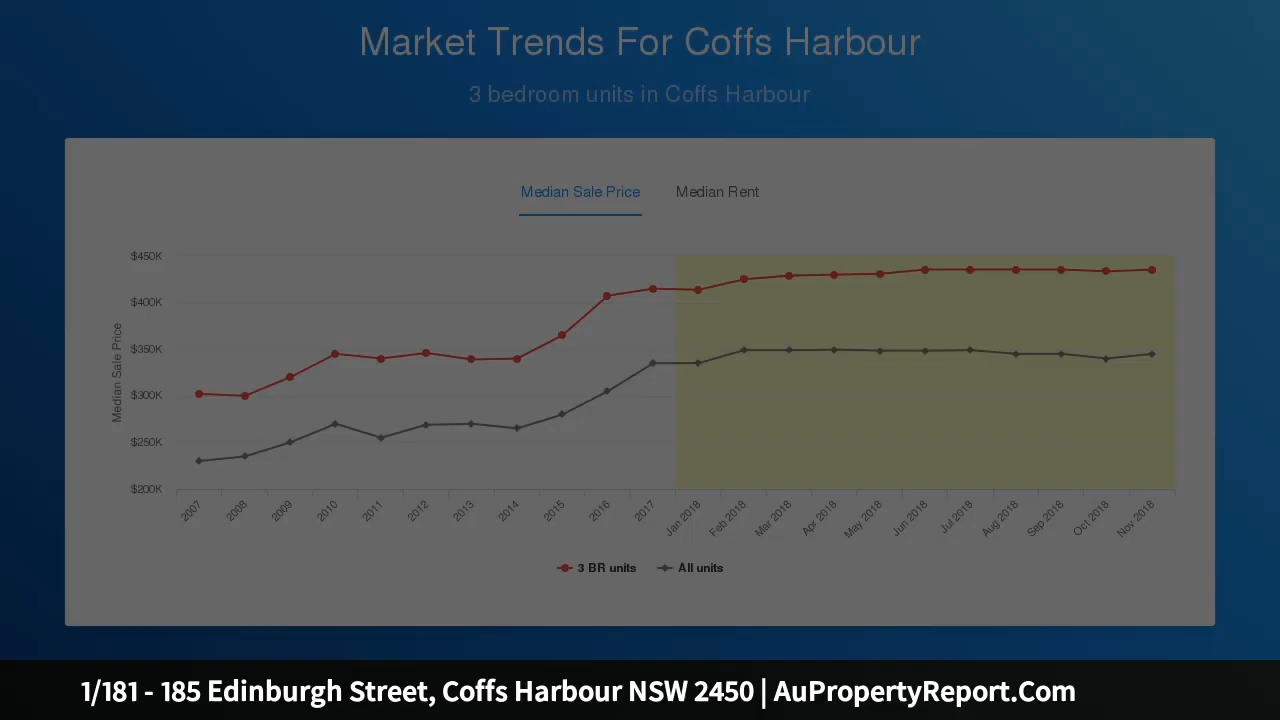 Market Trends For Coffs Harbour
3 bedroom units in Coffs Harbour
Median Sale Price Median Rent
Median Sale Price
$450K
$400K
$350K
$300K
$250K
$200K
2007 2008 2009 2010 2011 2012 2013 2014 2015 2016 2017 Jan 2018 Feb 2018 Mar 2018 Apr 2018 May 2018 Jun 2018 Jul 2018 Aug 2018 Sep 2018 Oct 2018 Nov 2018
3 BR units All units
1/181 - 185 Edinburgh Street, Coffs Harbour NSW 2450 | AuPropertyReport.Com